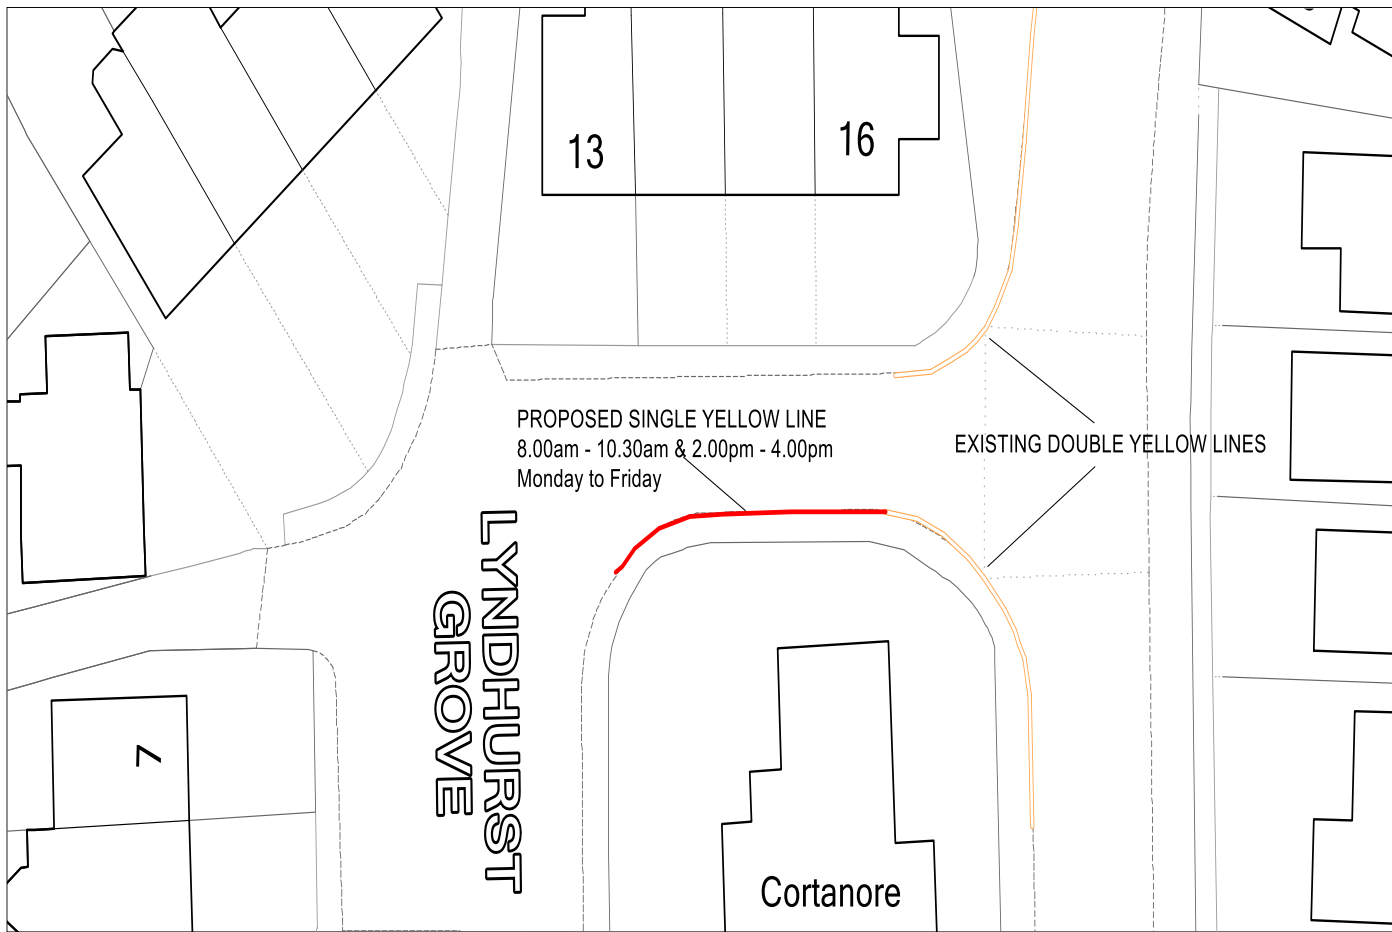 13
16
PROPOSED SINGLE YELLOW LINE
8.00am - 10.30am & 2.00pm - 4.00pm
Monday to Friday
EXISTING DOUBLE YELLOW LINES
LYNDHURST
GROVE
7
Cortanore